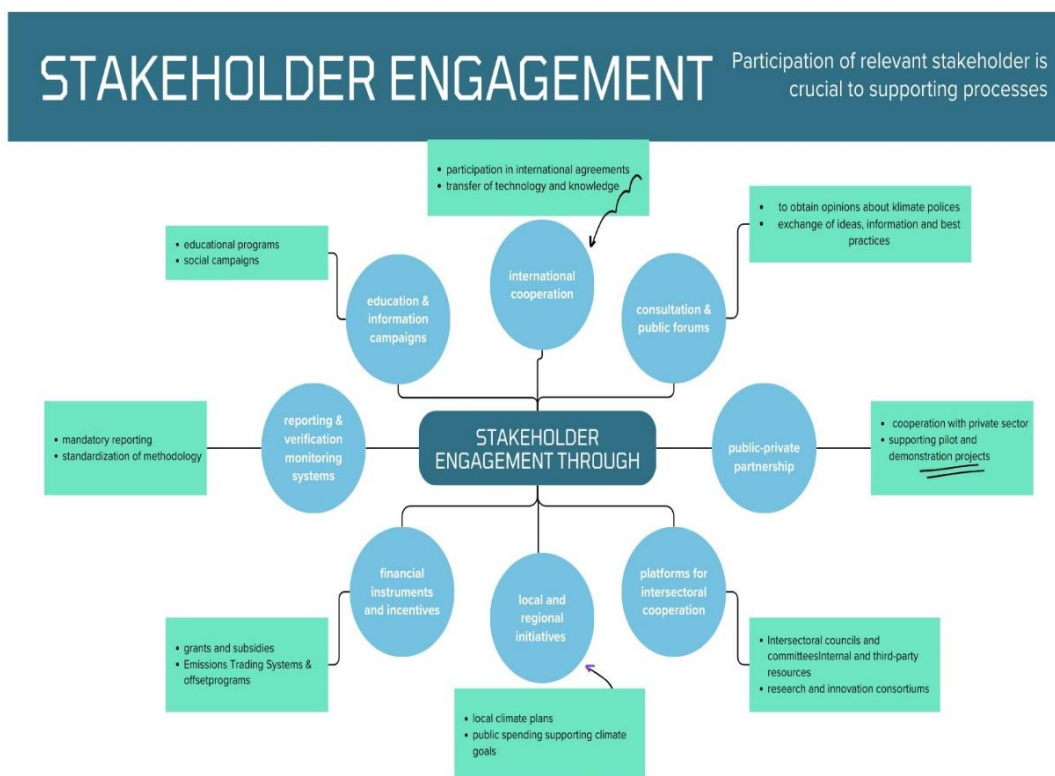 STAKEHOLDER ENGAGEMENT
Participation of relevant stakeholder is
crucial to supporting processes
• participation in international agreements
• transfer of technology and knowledge
• to obtain opinions about klimate polices
• exchange of ideas, information and best
practices
• educational programs
• social campaigns
international
cooperation
education &
information
campaigns
consultation &
public forums
• mandatory reporting
• standardization of methodology
reporting &
verification
monitoring
systems
STAKEHOLDER
ENGAGEMENT THROUGH
public-private
partnership
• cooperation with private sector
• supporting pilot and
demonstration projects
financial
instruments
and incentives
local and
regional
initiatives
platforms for
intersectoral
cooperation
• grants and subsidies
• Emissions Trading Systems &
offsetprograms
• local climate plans
• public spending supporting climate
goals
• Intersectoral councils and
committeesInternal and third-party
resources
• research and innovation consortiums